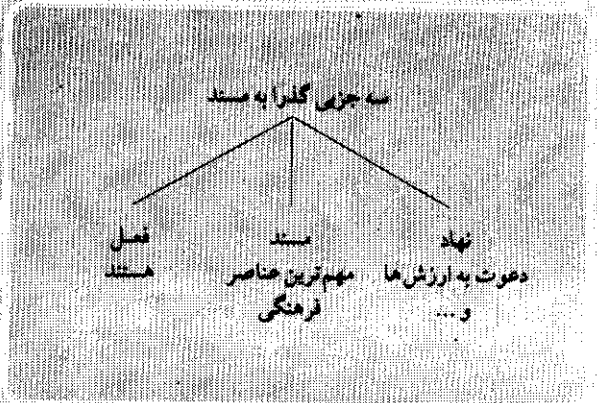 سه جزیی گذرا به مسند
نهاد مسند فعل
دعوت به ارزش‌ها مهم‌ترین عناصر هستند
و ... فرهنگی